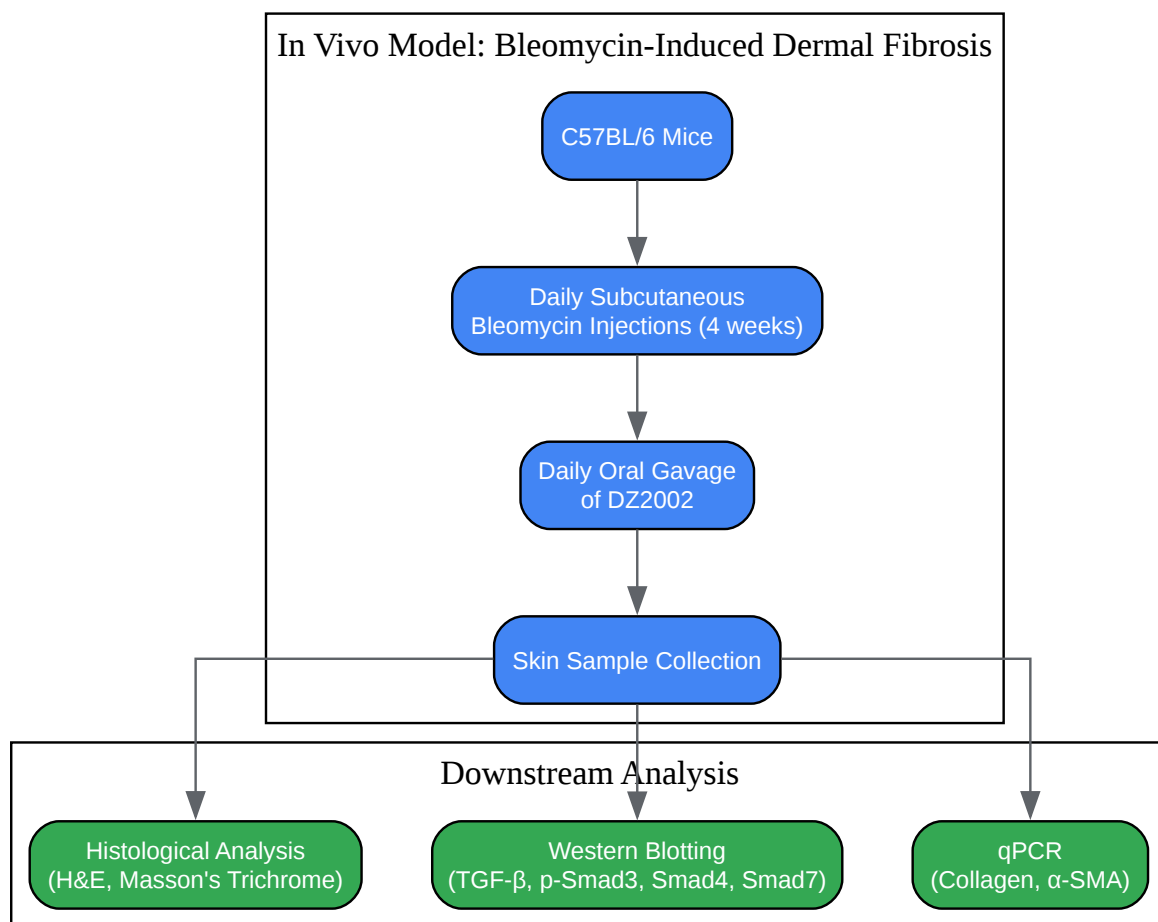 In Vivo Model: Bleomycin-Induced Dermal Fibrosis
C57BL/6 Mice
Daily Subcutaneous
Bleomycin Injections (4 weeks)
Daily Oral Gavage
of DZ2002
Skin Sample Collection
Downstream Analysis
Histological Analysis
(H&E, Masson's Trichrome)
Western Blotting
(TGF-β, p-Smad3, Smad4, Smad7)
qPCR
(Collagen, α-SMA)